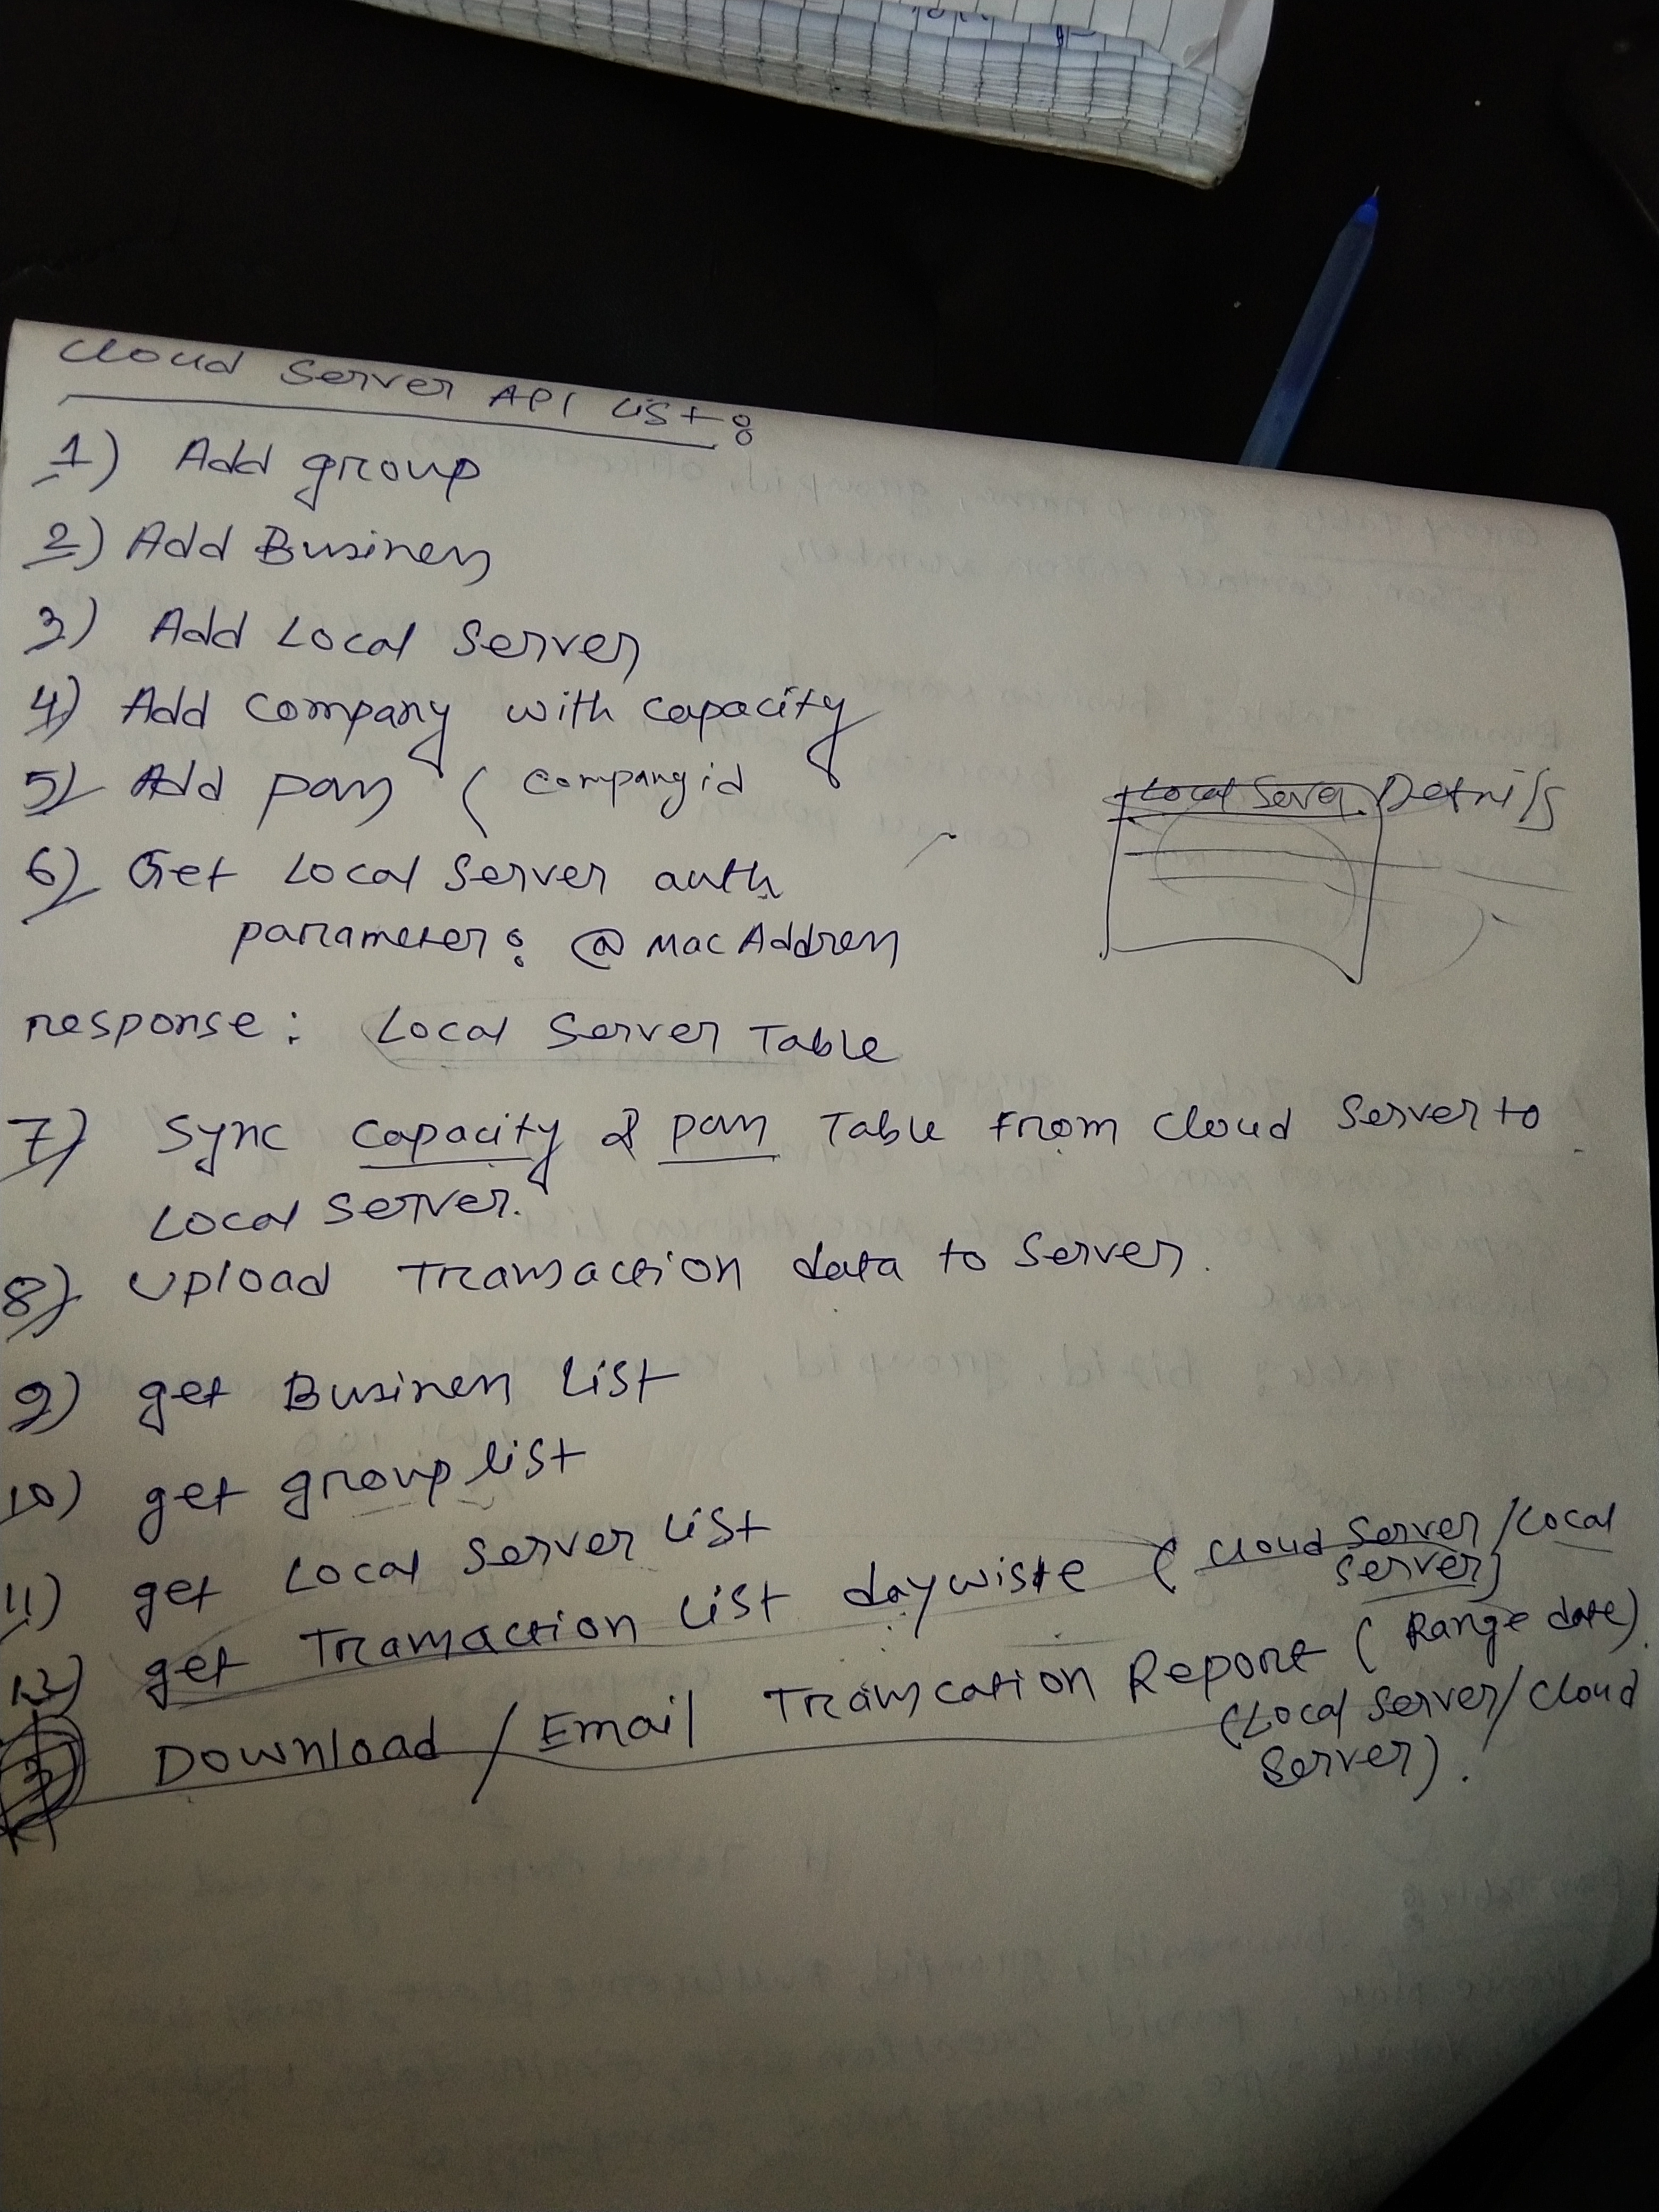 Cloud Server API List:
1) Add group
2) Add Business
3) Add Local Server
4) Add company with capacity
5) Add pass ( companyid
Local Server Details
6) Get Local Server auth
parameter: @ Mac Address
response: Local Server Table
7) Sync capacity & pass Table From Cloud Server to
Local Server.
8) Upload Transaction data to Server.
9) get Business List
10) get group list
11) get Local Server List
12) get Transaction List daywise ( Cloud Server / Local
Server)
Download / Email Transcation Report ( Range date).
(Local Server / Cloud
Server).